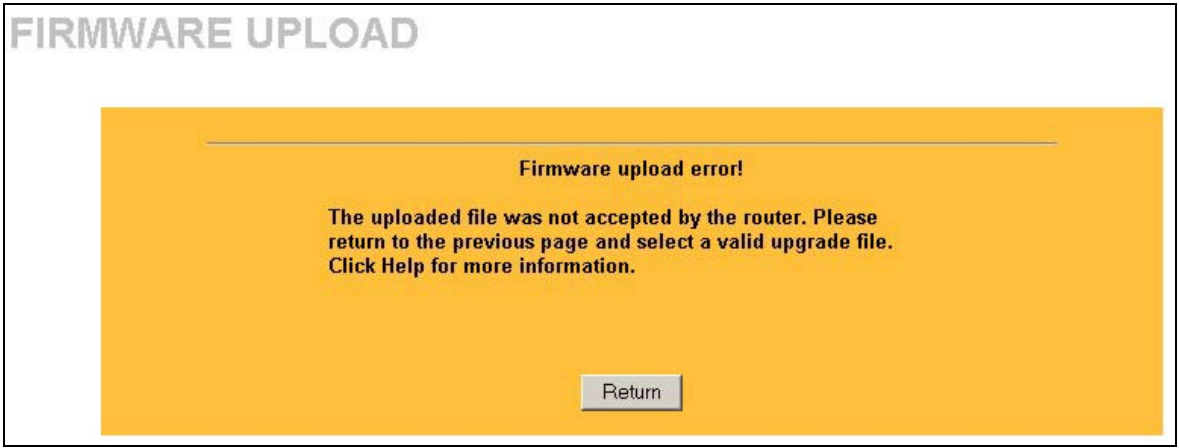 FIRMWARE UPLOAD
Firmware upload error!
The uploaded file was not accepted by the router. Please
return to the previous page and select a valid upgrade file.
Click Help for more information.
Return